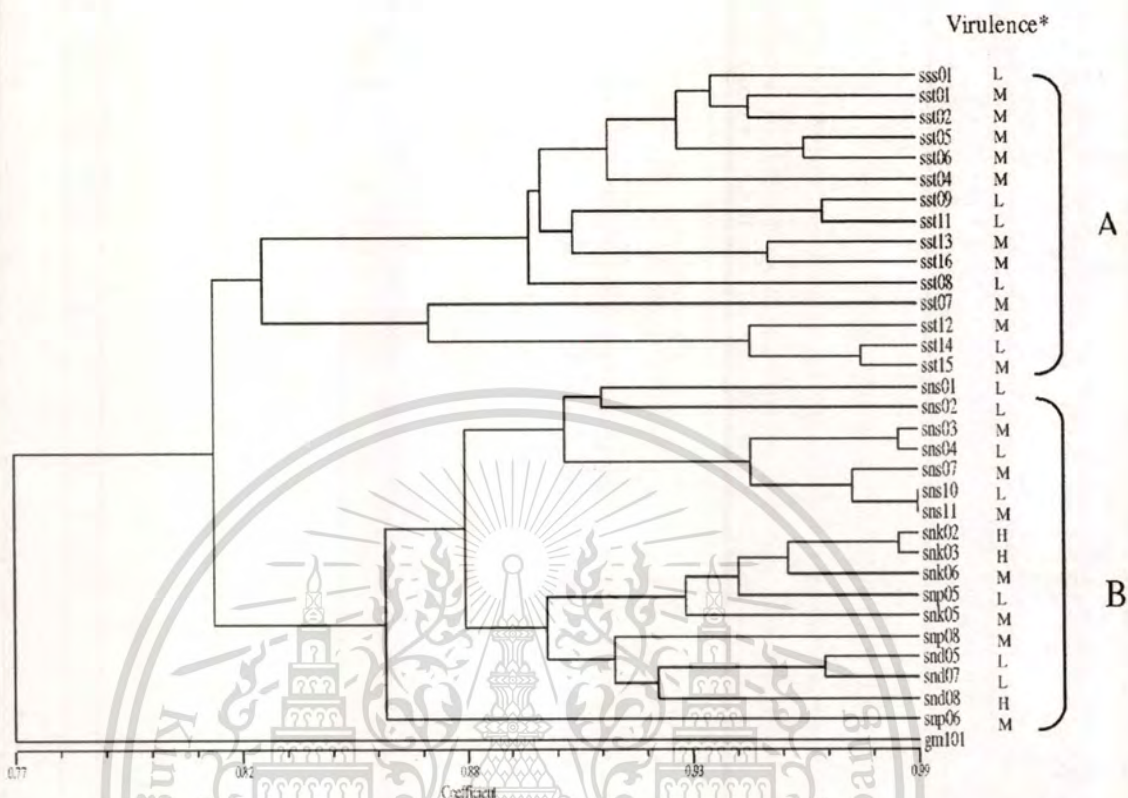 Virulence*
sss01 L
sst01 M
sst02 M
sst05 M
sst06 M
sst04 M
sst09 L
sst11 L
A
sst13 M
sst16 M
sst08 L
sst07 M
sst12 M
sst14 L
sst15 M
sns01 L
sns02 L
sns03 M
sns04 L
sns07 M
sns10 L
sns11 M
snk02 H
snk03 H
snk06 M
snp05 L
B
snk05 M
snp08 M
snd05 L
snd07 L
snd08 H
snp06 M
gm101
0.77 0.82 0.88 0.93 0.99
Coefficient